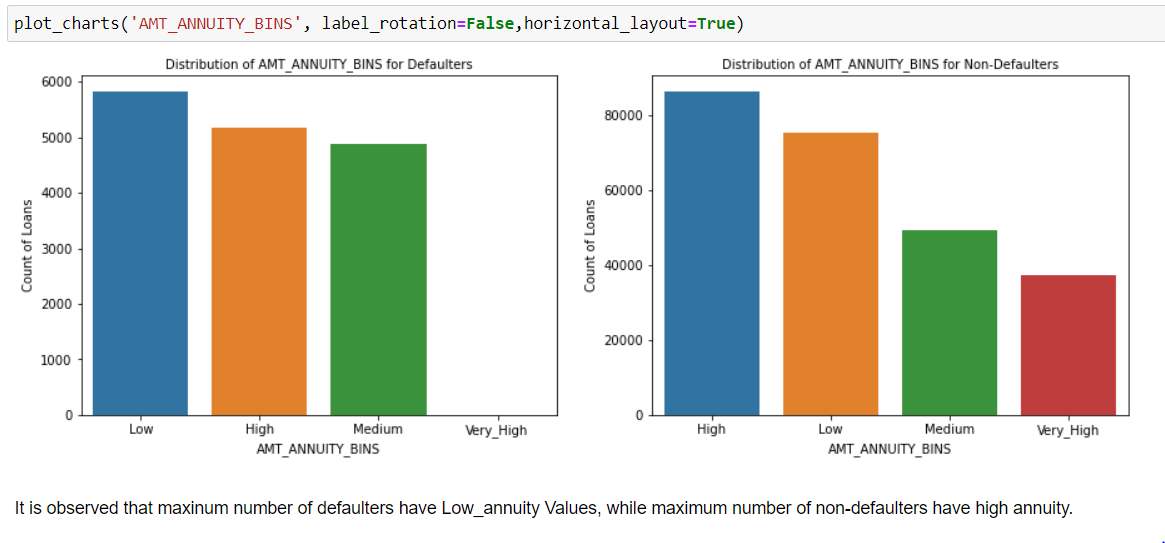 plot_charts('AMT_ANNUITY_BINS', label_rotation=False,horizontal_layout=True)
Distribution of AMT_ANNUITY_BINS for Defaulters
6000
5000
4000
3000
2000
1000
0
Count of Loans
Low High Medium Very_High
AMT_ANNUITY_BINS
Distribution of AMT_ANNUITY_BINS for Non-Defaulters
80000
60000
40000
20000
0
Count of Loans
High Low Medium Very_High
AMT_ANNUITY_BINS
It is observed that maxinum number of defaulters have Low_annuity Values, while maximum number of non-defaulters have high annuity.